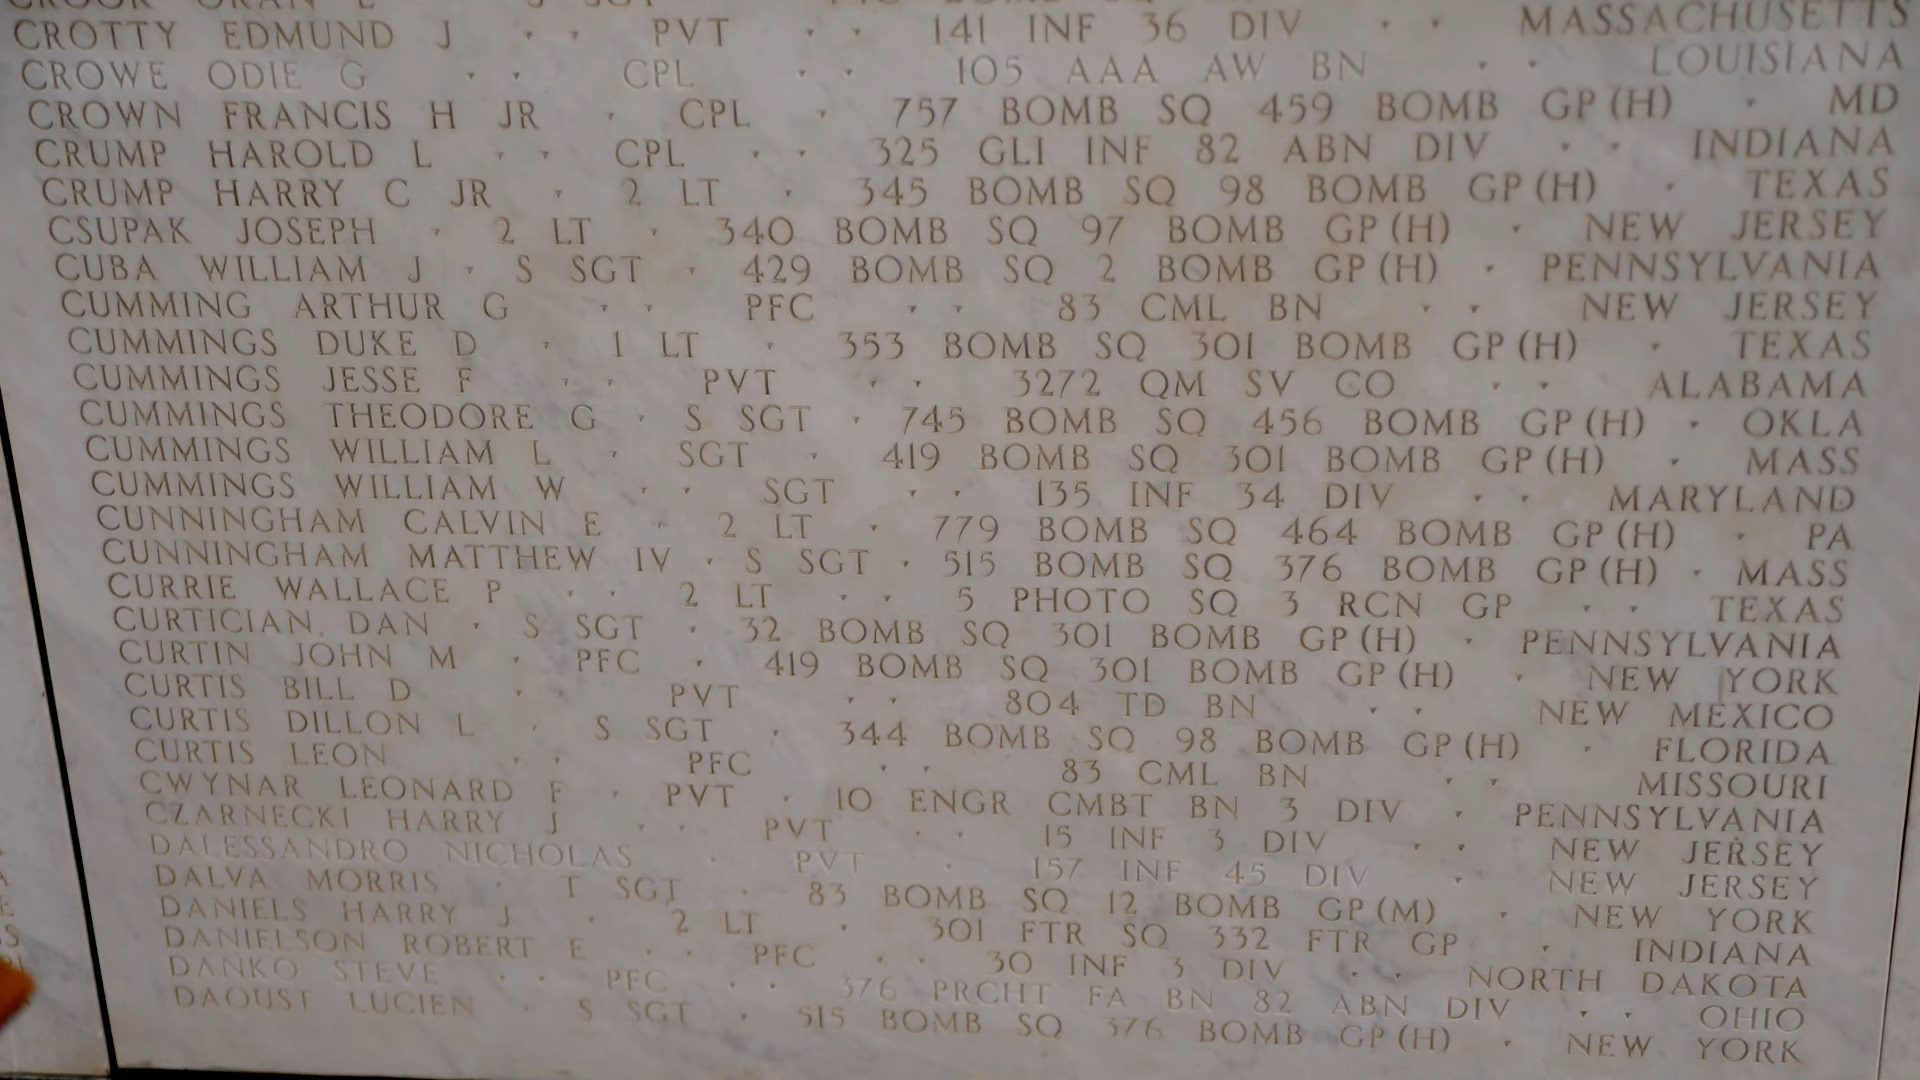 CROTTY EDMUND J · · PVT · · 141 INF 36 DIV · · MASSACHUSETTS
CROWE ODIE G · · CPL · · 105 AAA AW BN · · LOUISIANA
CROWN FRANCIS H JR · CPL · 757 BOMB SQ 459 BOMB GP (H) · MD
CRUMP HAROLD L · · CPL · · 325 GLI INF 82 ABN DIV · · INDIANA
CRUMP HARRY C JR · 2 LT · 345 BOMB SQ 98 BOMB GP (H) · TEXAS
CSUPAK JOSEPH · 2 LT · 340 BOMB SQ 97 BOMB GP (H) · NEW JERSEY
CUBA WILLIAM J · S SGT · 429 BOMB SQ 2 BOMB GP (H) · PENNSYLVANIA
CUMMING ARTHUR G · · PFC · · 83 CML BN · · NEW JERSEY
CUMMINGS DUKE D · 1 LT · 353 BOMB SQ 301 BOMB GP (H) · TEXAS
CUMMINGS JESSE F · · PVT · · 3272 QM SV CO · · ALABAMA
CUMMINGS THEODORE G · S SGT · 745 BOMB SQ 456 BOMB GP (H) · OKLA
CUMMINGS WILLIAM L · SGT · 419 BOMB SQ 301 BOMB GP (H) · MASS
CUMMINGS WILLIAM W · · SGT · · 135 INF 34 DIV · · MARYLAND
CUNNINGHAM CALVIN E · 2 LT · 779 BOMB SQ 464 BOMB GP (H) · PA
CUNNINGHAM MATTHEW IV · S SGT · 515 BOMB SQ 376 BOMB GP (H) · MASS
CURRIE WALLACE P · · 2 LT · · 5 PHOTO SQ 3 RCN GP · · TEXAS
CURTICIAN DAN · S SGT · 32 BOMB SQ 301 BOMB GP (H) · PENNSYLVANIA
CURTIN JOHN M · PFC · 419 BOMB SQ 301 BOMB GP (H) · NEW YORK
CURTIS BILL D · · PVT · · 804 TD BN · · NEW MEXICO
CURTIS DILLON L · S SGT · 344 BOMB SQ 98 BOMB GP (H) · FLORIDA
CURTIS LEON · · PFC · · 83 CML BN · · MISSOURI
CWYNAR LEONARD F · PVT · 10 ENGR CMBT BN 3 DIV · PENNSYLVANIA
CZARNECKI HARRY J · · PVT · · 15 INF 3 DIV · · NEW JERSEY
DALESSANDRO NICHOLAS · PVT · 157 INF 45 DIV · NEW JERSEY
DALVA MORRIS · T SGT · 83 BOMB SQ 12 BOMB GP (M) · NEW YORK
DANIELS HARRY J · 2 LT · 301 FTR SQ 332 FTR GP · INDIANA
DANIELSON ROBERT E · · PFC · · 30 INF 3 DIV · · NORTH DAKOTA
DANKO STEVE · · PFC · · 376 PRCHT FA BN 82 ABN DIV · · OHIO
DAOUST LUCIEN · S SGT · 515 BOMB SQ 376 BOMB GP (H) · NEW YORK